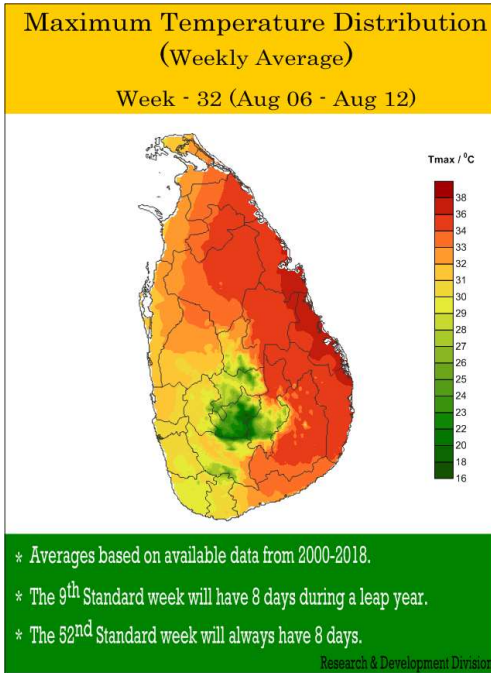 Maximum Temperature Distribution
(Weekly Average)
Week - 32 (Aug 06 - Aug 12)
Tmax / ⁰C
38
36
34
33
32
31
30
29
28
27
26
24
22
20
18
16
* Averages based on available data from 2000-2018.
* The 9th Standard week will have 8 days during a leap year.
* The 52nd Standard week will always have 8 days.
Research & Development Division